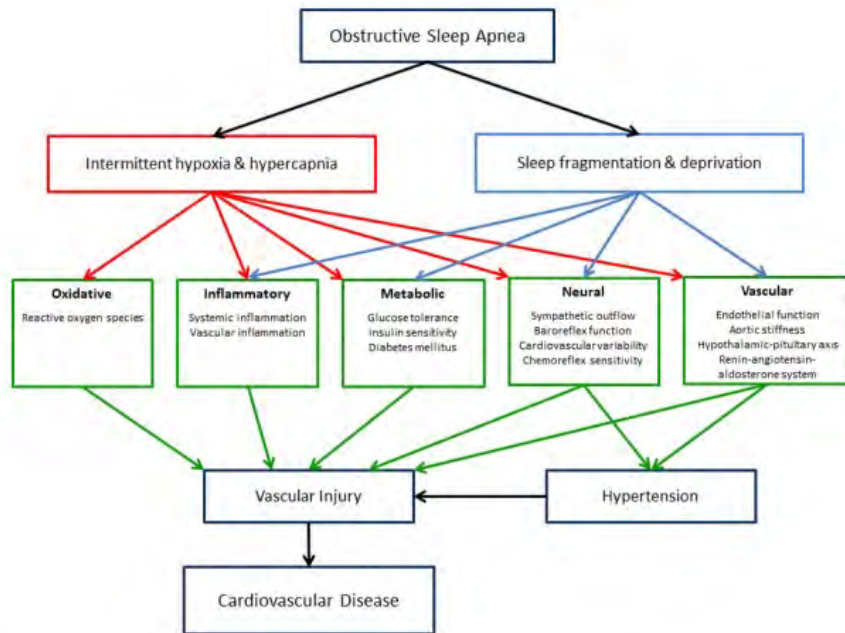 Obstructive Sleep Apnea
Intermittent hypoxia & hypercapnia
Sleep fragmentation & deprivation
Oxidative
Reactive oxygen species
Inflammatory
Systemic inflammation
Vascular inflammation
Metabolic
Glucose tolerance
Insulin sensitivity
Diabetes mellitus
Neural
Sympathetic outflow
Baroreflex function
Cardiovascular variability
Chemoreflex sensitivity
Vascular
Endothelial function
Aortic stiffness
Hypothalamic-pituitary axis
Renin-angiotensin-
aldosterone system
Vascular Injury
Hypertension
Cardiovascular Disease